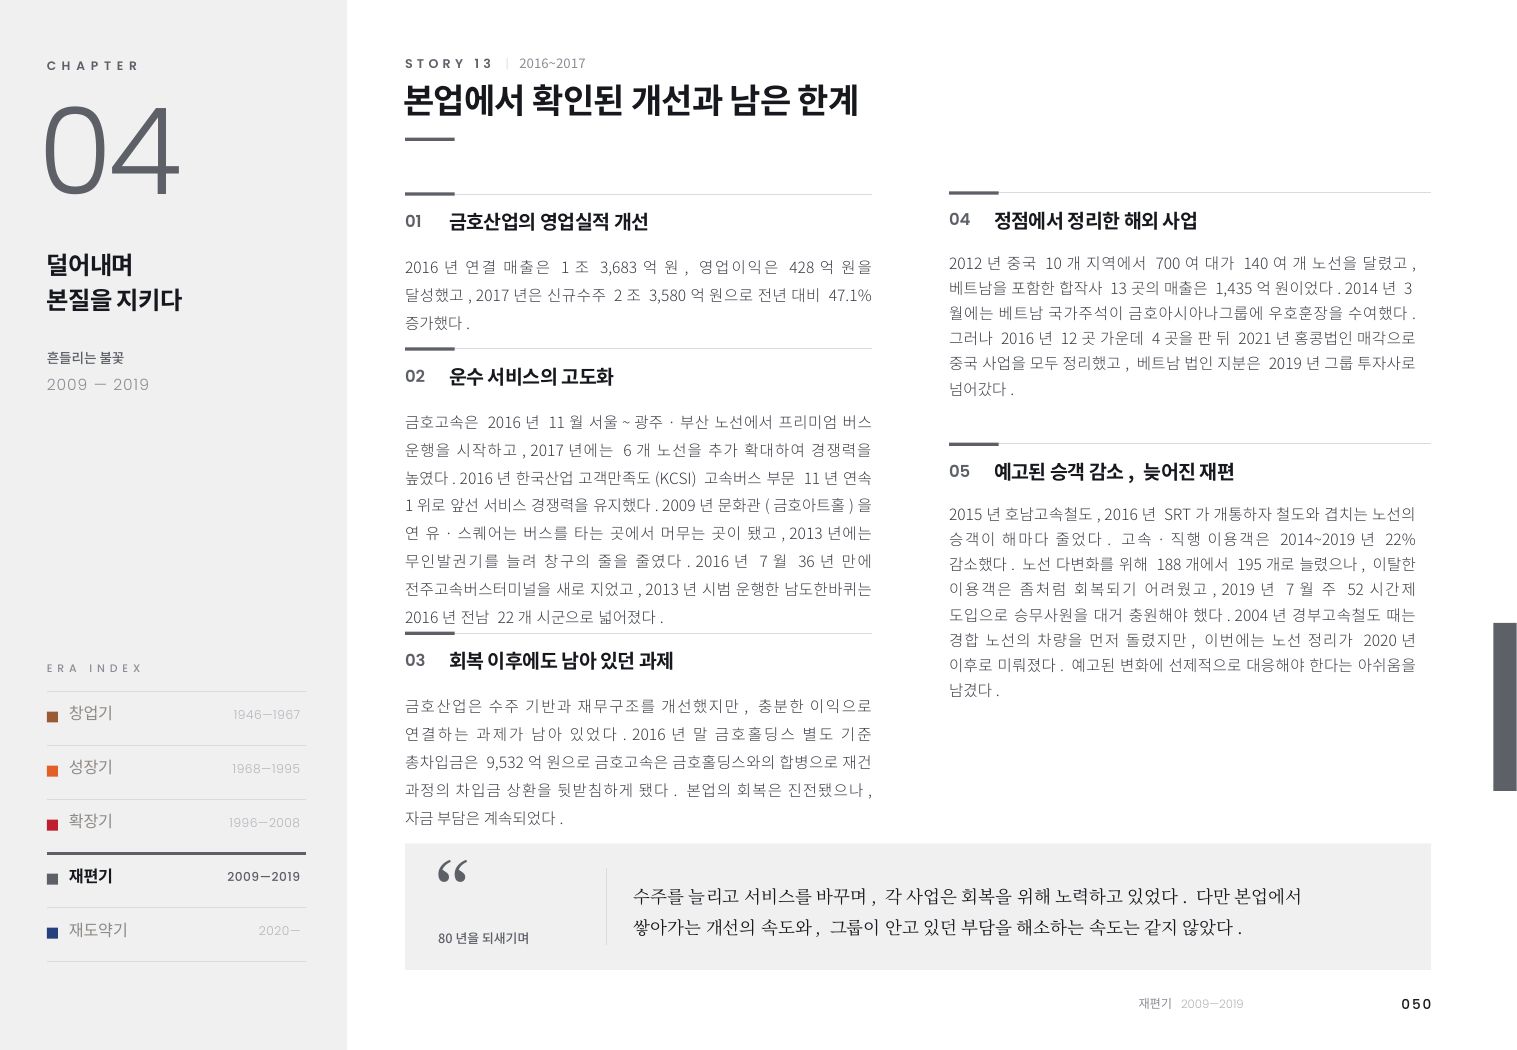 CHAPTER
04
덜어내며
본질을 지키다
흔들리는 불꽃
2009 — 2019
ERA INDEX
창업기 1946—1967
성장기 1968—1995
확장기 1996—2008
재편기 2009—2019
재도약기 2020—
STORY 13 | 2016~2017
본업에서 확인된 개선과 남은 한계
01 금호산업의 영업실적 개선
2016 년 연결 매출은 1 조 3,683 억 원 , 영업이익은 428 억 원을
달성했고 , 2017 년은 신규수주 2 조 3,580 억 원으로 전년 대비 47.1%
증가했다 .
02 운수 서비스의 고도화
금호고속은 2016 년 11 월 서울 ~ 광주 · 부산 노선에서 프리미엄 버스
운행을 시작하고 , 2017 년에는 6 개 노선을 추가 확대하여 경쟁력을
높였다 . 2016 년 한국산업 고객만족도 (KCSI) 고속버스 부문 11 년 연속
1 위로 앞선 서비스 경쟁력을 유지했다 . 2009 년 문화관 ( 금호아트홀 ) 을
연 유 · 스퀘어는 버스를 타는 곳에서 머무는 곳이 됐고 , 2013 년에는
무인발권기를 늘려 창구의 줄을 줄였다 . 2016 년 7 월 36 년 만에
전주고속버스터미널을 새로 지었고 , 2013 년 시범 운행한 남도한바퀴는
2016 년 전남 22 개 시군으로 넓어졌다 .
03 회복 이후에도 남아 있던 과제
금호산업은 수주 기반과 재무구조를 개선했지만 , 충분한 이익으로
연결하는 과제가 남아 있었다 . 2016 년 말 금호홀딩스 별도 기준
총차입금은 9,532 억 원으로 금호고속은 금호홀딩스와의 합병으로 재건
과정의 차입금 상환을 뒷받침하게 됐다 . 본업의 회복은 진전됐으나 ,
자금 부담은 계속되었다 .
04 정점에서 정리한 해외 사업
2012 년 중국 10 개 지역에서 700 여 대가 140 여 개 노선을 달렸고 ,
베트남을 포함한 합작사 13 곳의 매출은 1,435 억 원이었다 . 2014 년 3
월에는 베트남 국가주석이 금호아시아나그룹에 우호훈장을 수여했다 .
그러나 2016 년 12 곳 가운데 4 곳을 판 뒤 2021 년 홍콩법인 매각으로
중국 사업을 모두 정리했고 , 베트남 법인 지분은 2019 년 그룹 투자사로
넘어갔다 .
05 예고된 승객 감소 , 늦어진 재편
2015 년 호남고속철도 , 2016 년 SRT 가 개통하자 철도와 겹치는 노선의
승객이 해마다 줄었다 . 고속 · 직행 이용객은 2014~2019 년 22%
감소했다 . 노선 다변화를 위해 188 개에서 195 개로 늘렸으나 , 이탈한
이용객은 좀처럼 회복되기 어려웠고 , 2019 년 7 월 주 52 시간제
도입으로 승무사원을 대거 충원해야 했다 . 2004 년 경부고속철도 때는
경합 노선의 차량을 먼저 돌렸지만 , 이번에는 노선 정리가 2020 년
이후로 미뤄졌다 . 예고된 변화에 선제적으로 대응해야 한다는 아쉬움을
남겼다 .
“
80 년을 되새기며
수주를 늘리고 서비스를 바꾸며 , 각 사업은 회복을 위해 노력하고 있었다 . 다만 본업에서
쌓아가는 개선의 속도와 , 그룹이 안고 있던 부담을 해소하는 속도는 같지 않았다 .
재편기 2009—2019
050